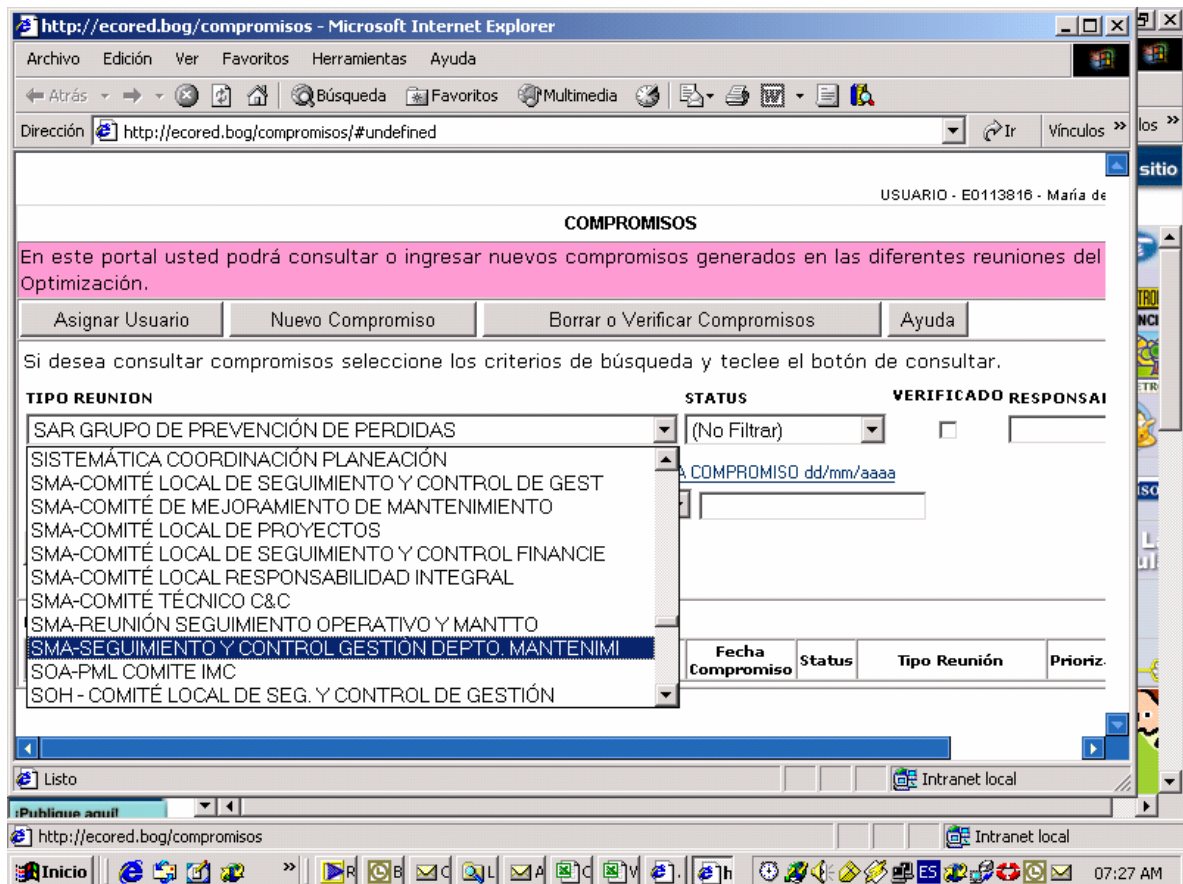 http://ecored.bog/compromisos - Microsoft Internet Explorer
Archivo Edición Ver Favoritos Herramientas Ayuda
Atrás Búsqueda Favoritos Multimedia
Dirección http://ecored.bog/compromisos/#undefined Ir Vínculos »
los »
sitio
USUARIO - E0113816 - María de
COMPROMISOS
En este portal usted podrá consultar o ingresar nuevos compromisos generados en las diferentes reuniones del
Optimización.
Asignar Usuario Nuevo Compromiso Borrar o Verificar Compromisos Ayuda
Si desea consultar compromisos seleccione los criterios de búsqueda y teclee el botón de consultar.
TIPO REUNION STATUS VERIFICADO RESPONSAI
SAR GRUPO DE PREVENCIÓN DE PERDIDAS (No Filtrar)
SISTEMÁTICA COORDINACIÓN PLANEACIÓN
A COMPROMISO dd/mm/aaaa
SMA-COMITÉ LOCAL DE SEGUIMIENTO Y CONTROL DE GEST
SMA-COMITÉ DE MEJORAMIENTO DE MANTENIMIENTO
SMA-COMITÉ LOCAL DE PROYECTOS
SMA-COMITÉ LOCAL DE SEGUIMIENTO Y CONTROL FINANCIE
SMA-COMITÉ LOCAL RESPONSABILIDAD INTEGRAL
SMA-COMITÉ TÉCNICO C&C
SMA-REUNIÓN SEGUIMIENTO OPERATIVO Y MANTTO
SMA-SEGUIMIENTO Y CONTROL GESTIÒN DEPTO. MANTENIMI
SOA-PML COMITE IMC
SOH - COMITÉ LOCAL DE SEG. Y CONTROL DE GESTIÓN
Fecha Compromiso Status Tipo Reunión Prioriz.
Listo Intranet local
¡Publique aquí!
http://ecored.bog/compromisos Intranet local
Inicio » R B C L A C V . h ES 07:27 AM